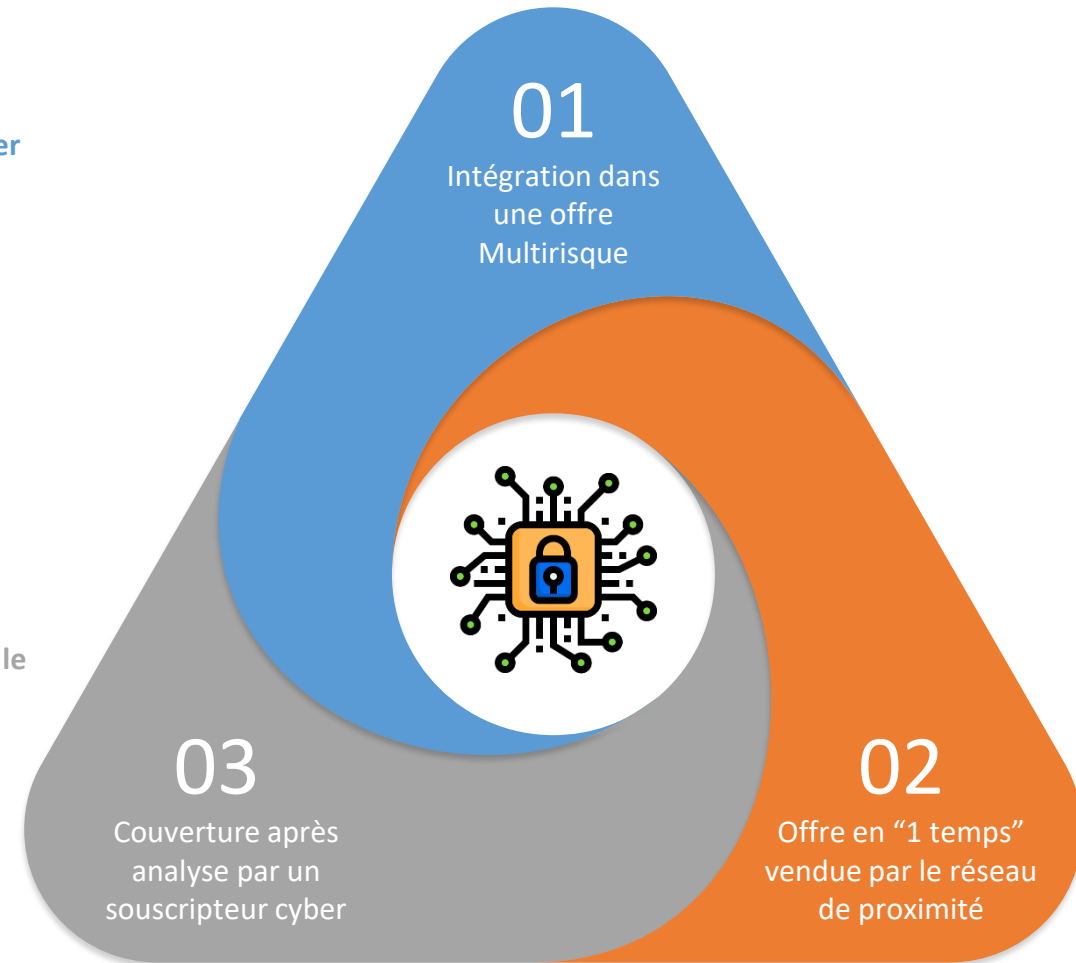 01
Intégration dans
une offre
Multirisque
03
Couverture après
analyse par un
souscripteur cyber
02
Offre en “1 temps”
vendue par le réseau
de proximité